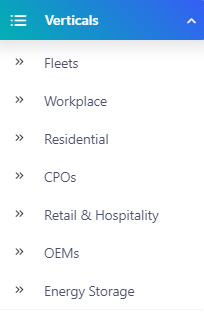 Verticals
Fleets
Workplace
Residential
CPOs
Retail & Hospitality
OEMs
Energy Storage